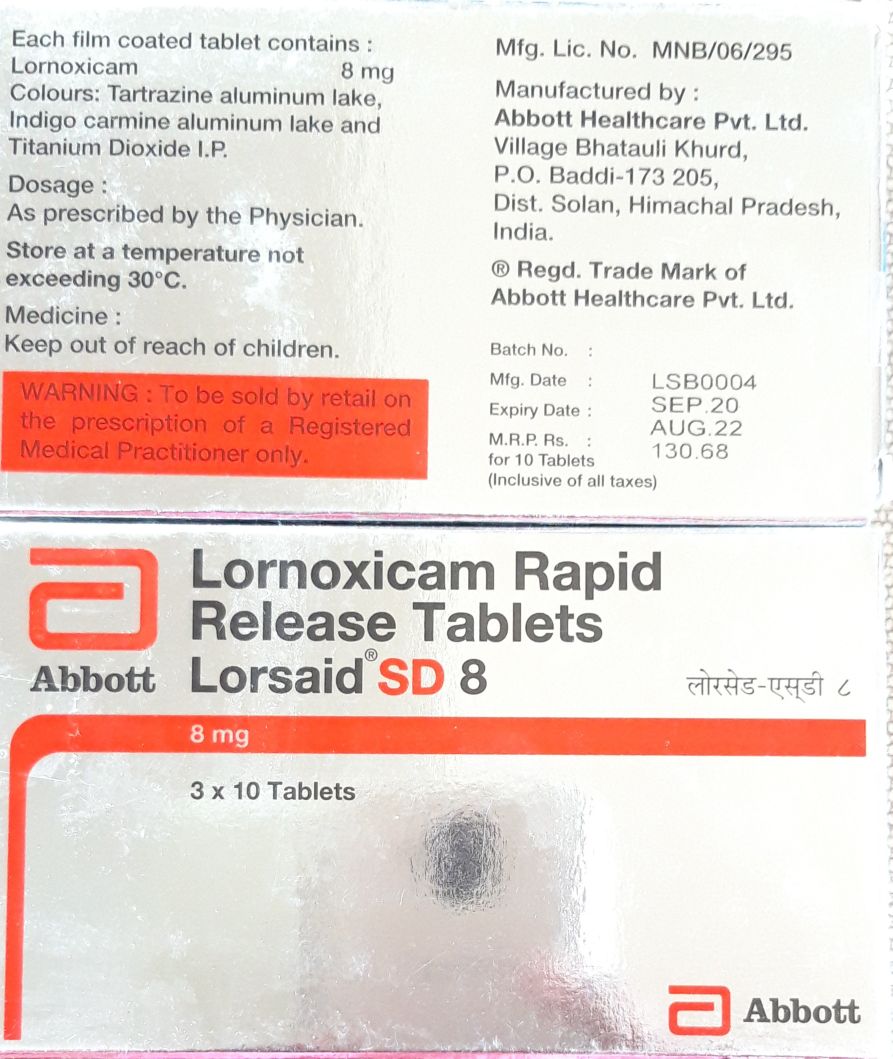 Each film coated tablet contains :
Lornoxicam 8 mg
Colours: Tartrazine aluminum lake,
Indigo carmine aluminum lake and
Titanium Dioxide I.P.
Dosage :
As prescribed by the Physician.
Store at a temperature not
exceeding 30°C.
Medicine :
Keep out of reach of children.
WARNING : To be sold by retail on
the prescription of a Registered
Medical Practitioner only.
Mfg. Lic. No. MNB/06/295
Manufactured by :
Abbott Healthcare Pvt. Ltd.
Village Bhatauli Khurd,
P.O. Baddi-173 205,
Dist. Solan, Himachal Pradesh,
India.
® Regd. Trade Mark of
Abbott Healthcare Pvt. Ltd.
Batch No. :
Mfg. Date : LSB0004
Expiry Date : SEP.20
AUG.22
M.R.P. Rs. : 130.68
for 10 Tablets
(Inclusive of all taxes)
Abbott
Lornoxicam Rapid
Release Tablets
Lorsaid® SD 8
लोरसेड-एस्डी ८
8 mg
3 x 10 Tablets
Abbott